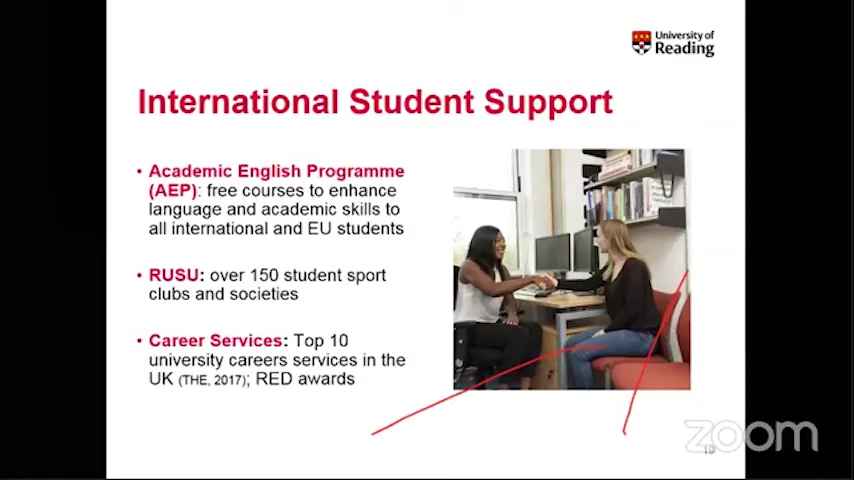 University of
Reading
International Student Support
• Academic English Programme
(AEP): free courses to enhance
language and academic skills to
all international and EU students
• RUSU: over 150 student sport
clubs and societies
• Career Services: Top 10
university careers services in the
UK (THE, 2017); RED awards
zoom